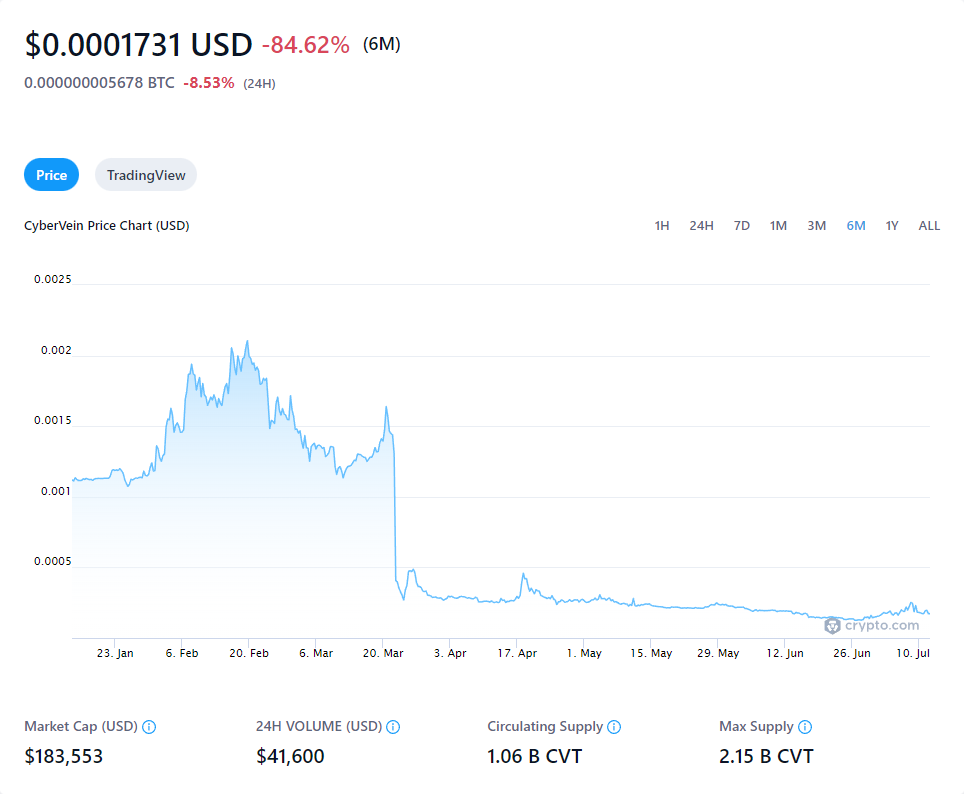 $0.0001731 USD -84.62% (6M)
0.000000005678 BTC -8.53% (24H)
Price TradingView
CyberVein Price Chart (USD) 1H 24H 7D 1M 3M 6M 1Y ALL
0.0025
0.002
0.0015
0.001
0.0005
crypto.com
23. Jan 6. Feb 20. Feb 6. Mar 20. Mar 3. Apr 17. Apr 1. May 15. May 29. May 12. Jun 26. Jun 10. Jul
Market Cap (USD) 24H VOLUME (USD) Circulating Supply Max Supply
$183,553 $41,600 1.06 B CVT 2.15 B CVT